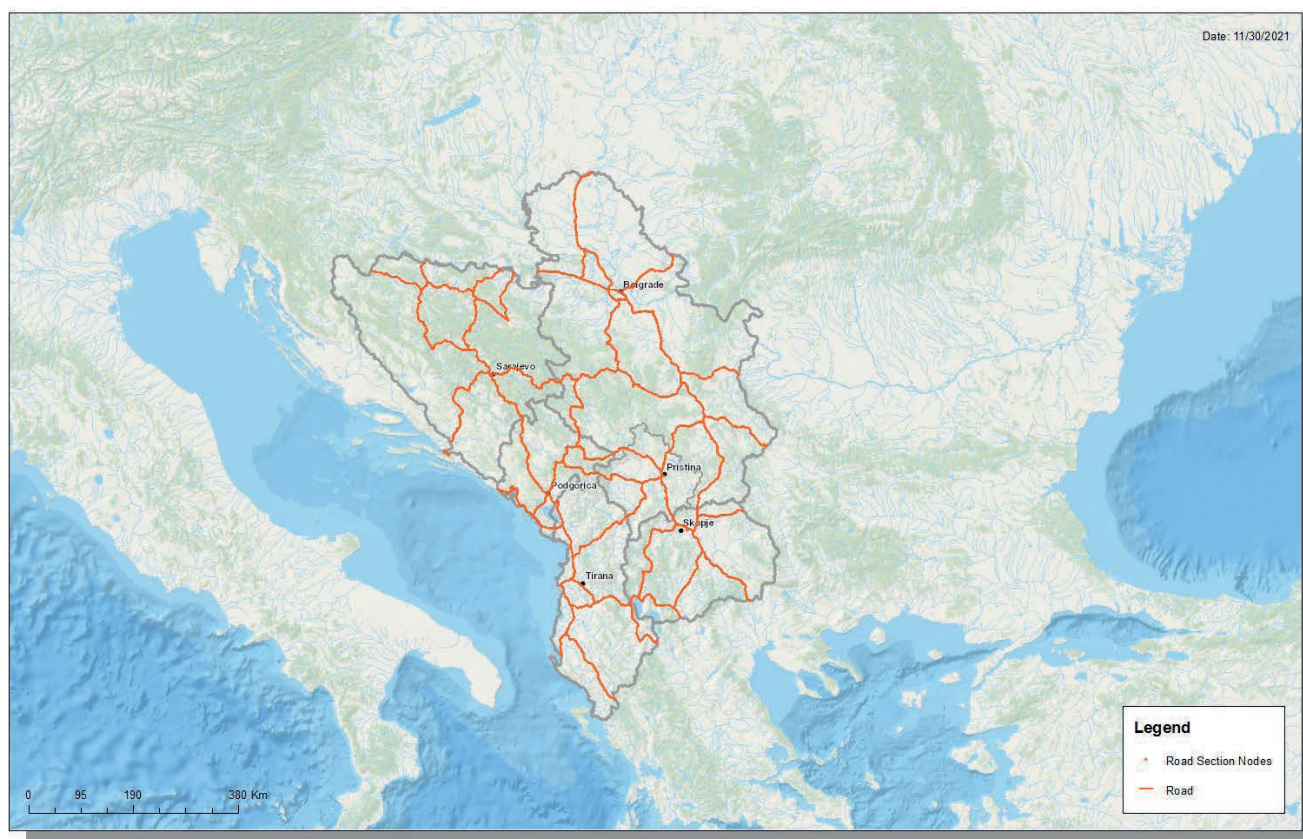 Date: 11/30/2021
Belgrade
Sarajevo
Pristina
Podgorica
Skopje
Tirana
Legend
Road Section Nodes
Road
0 95 190 380 Km